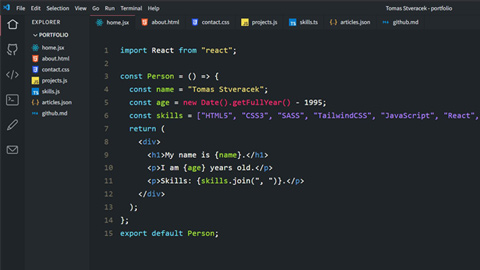 File Edit Selection View Go Run Terminal Help
Tomas Stveracek - portfolio
EXPLORER
home.jsx about.html contact.css projects.js skills.ts articles.json github.md
PORTFOLIO
home.jsx
about.html
contact.css
projects.js
skills.js
articles.json
github.md
1 import React from "react";
2
3 const Person = () => {
4 const name = "Tomas Stveracek";
5 const age = new Date().getFullYear() - 1995;
6 const skills = ["HTML5", "CSS3", "SASS", "TailwindCSS", "JavaScript", "React",
7 return (
8 <div>
9 <h1>My name is {name}.</h1>
10 <p>I am {age} years old.</p>
11 <p>Skills: {skills.join(", ")}.</p>
12 </div>
13 );
14 };
15 export default Person;